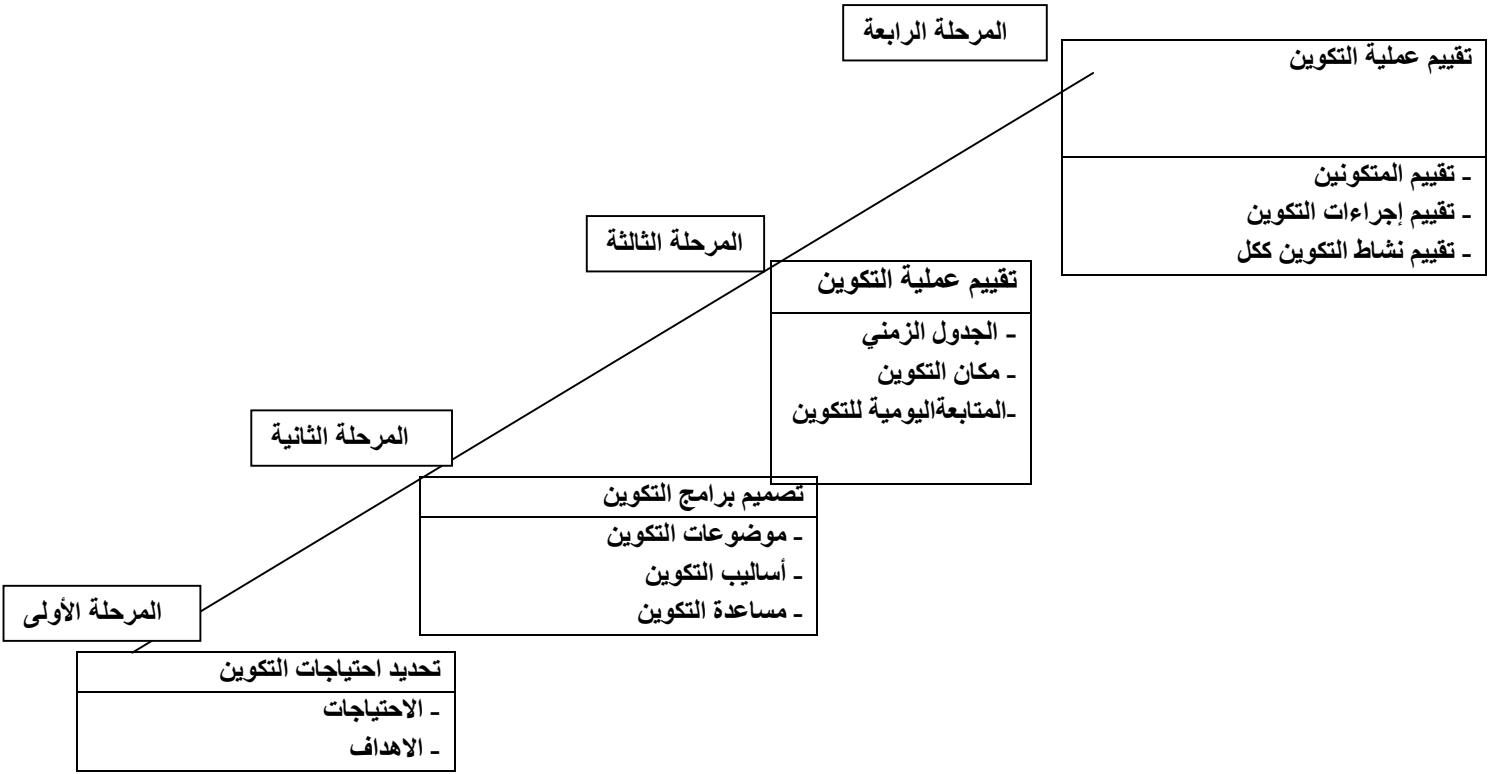 المرحلة الرابعة
تقييم عملية التكوين
- تقييم المتكونين
- تقييم إجراءات التكوين
- تقييم نشاط التكوين ككل
المرحلة الثالثة
تقييم عملية التكوين
- الجدول الزمني
- مكان التكوين
-المتابعةاليومية للتكوين
المرحلة الثانية
تصميم برامج التكوين
- موضوعات التكوين
- أساليب التكوين
- مساعدة التكوين
المرحلة الأولى
تحديد احتياجات التكوين
- الاحتياجات
- الاهداف